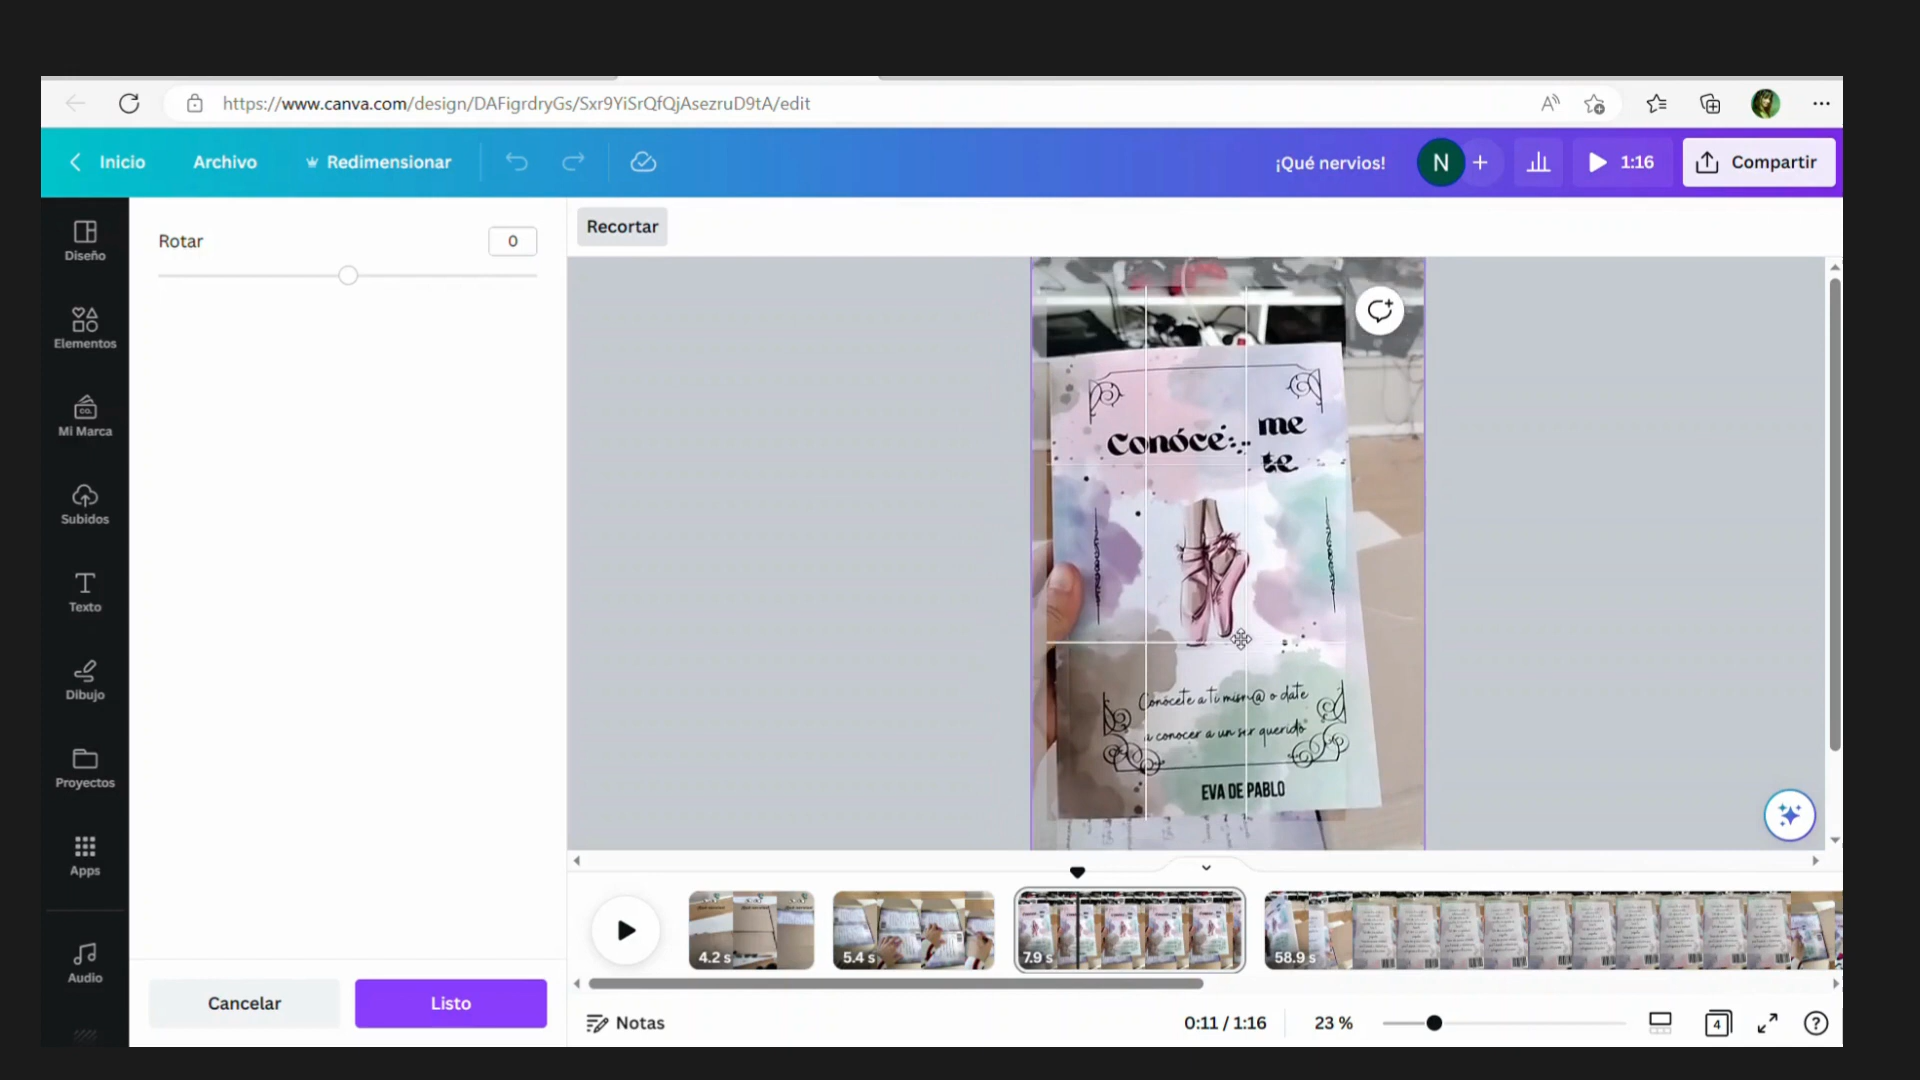 https://www.canva.com/design/DAFigrdryGs/Sxr9YiSrQfQjAsezruD9tA/edit
Inicio
Archivo
Redimensionar
¡Qué nervios!
N
1:16
Compartir
Diseño
Elementos
Mi Marca
Subidos
Texto
Dibujo
Proyectos
Apps
Audio
Rotar
0
Recortar
Conóce... me
te
Conócete a ti mism@ o date
a conocer a un ser querido
EVA DE PABLO
4.2 s
5.4 s
7.9 s
58.9 s
Cancelar
Listo
Notas
0:11 / 1:16
23 %
4